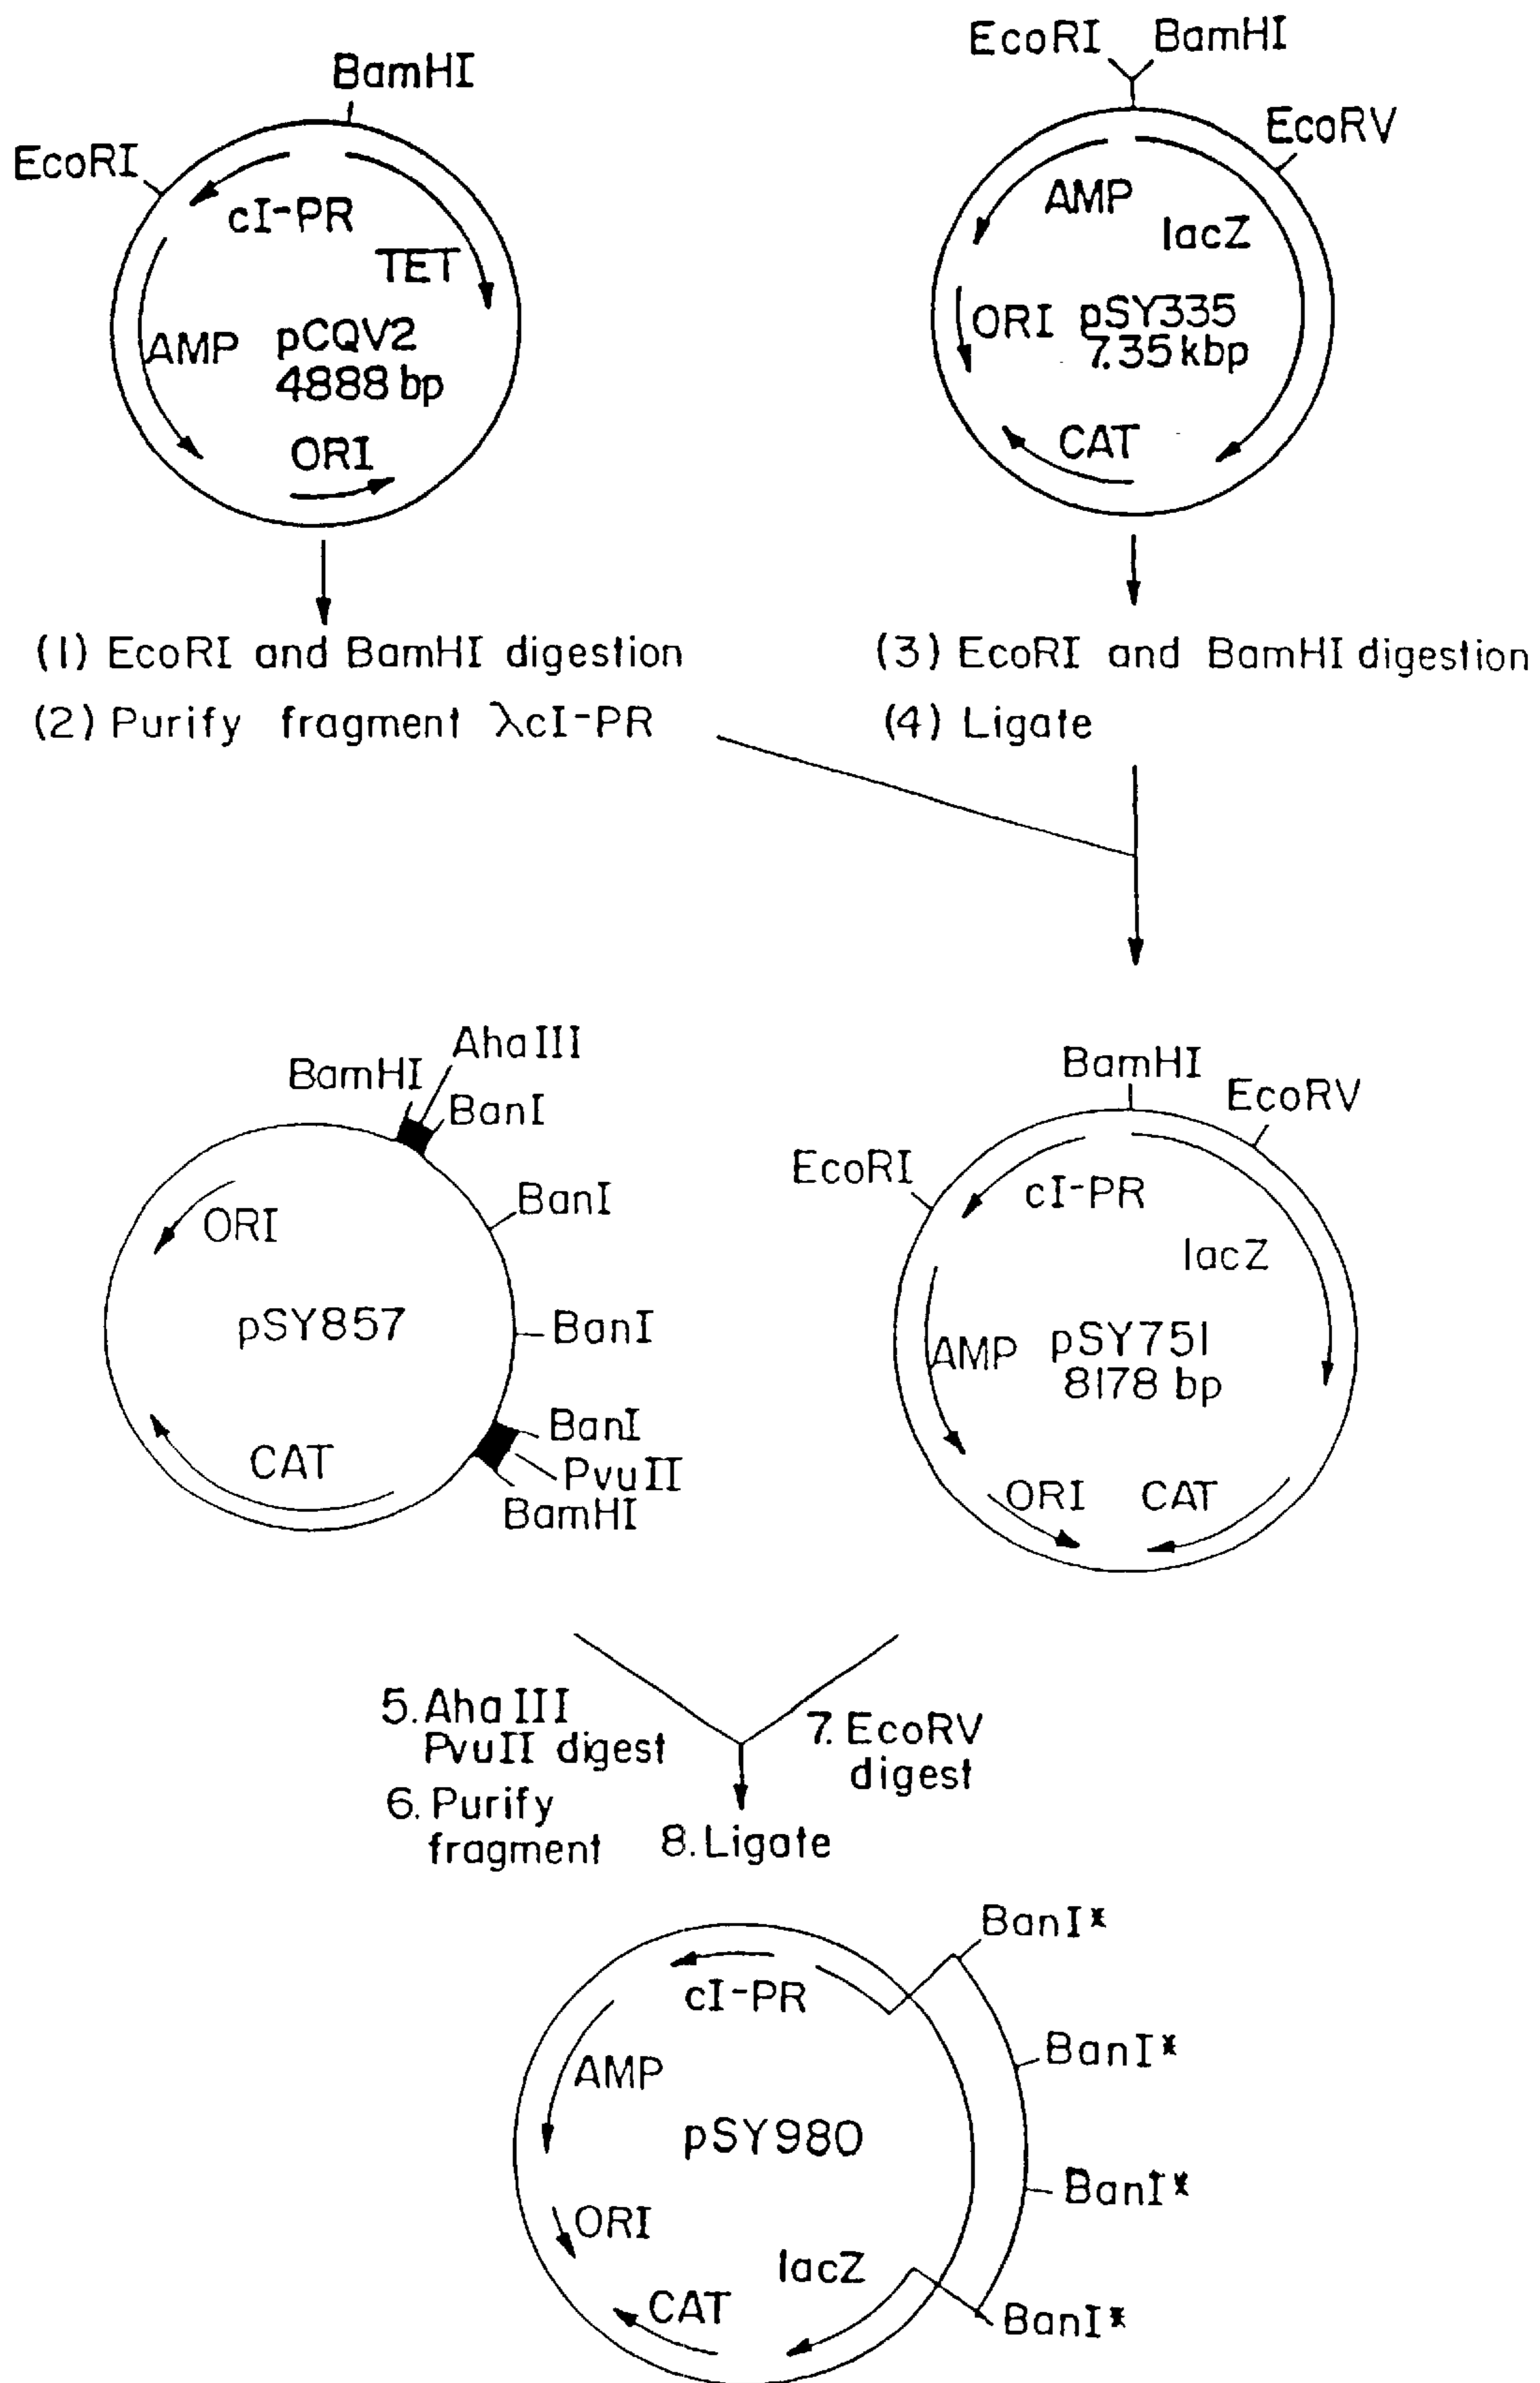 BamHI
EcoRI
cI-PR
TET
AMP
pCQV2
4888 bp
ORI
EcoRI
BamHI
EcoRV
AMP
lacZ
ORI
pSY335
7.35 kbp
CAT
(1) EcoRI and BamHI digestion
(2) Purify fragment λcI-PR
(3) EcoRI and BamHI digestion
(4) Ligate
AhaIII
BamHI
BanI
BanI
ORI
pSY857
BanI
BanI
CAT
PvuII
BamHI
BamHI
EcoRV
EcoRI
cI-PR
lacZ
AMP
pSY751
8178 bp
ORI
CAT
5. AhaIII
PvuII digest
6. Purify
fragment
7. EcoRV
digest
8. Ligate
BanI*
cI-PR
BanI*
AMP
pSY980
BanI*
ORI
lacZ
CAT
BanI*